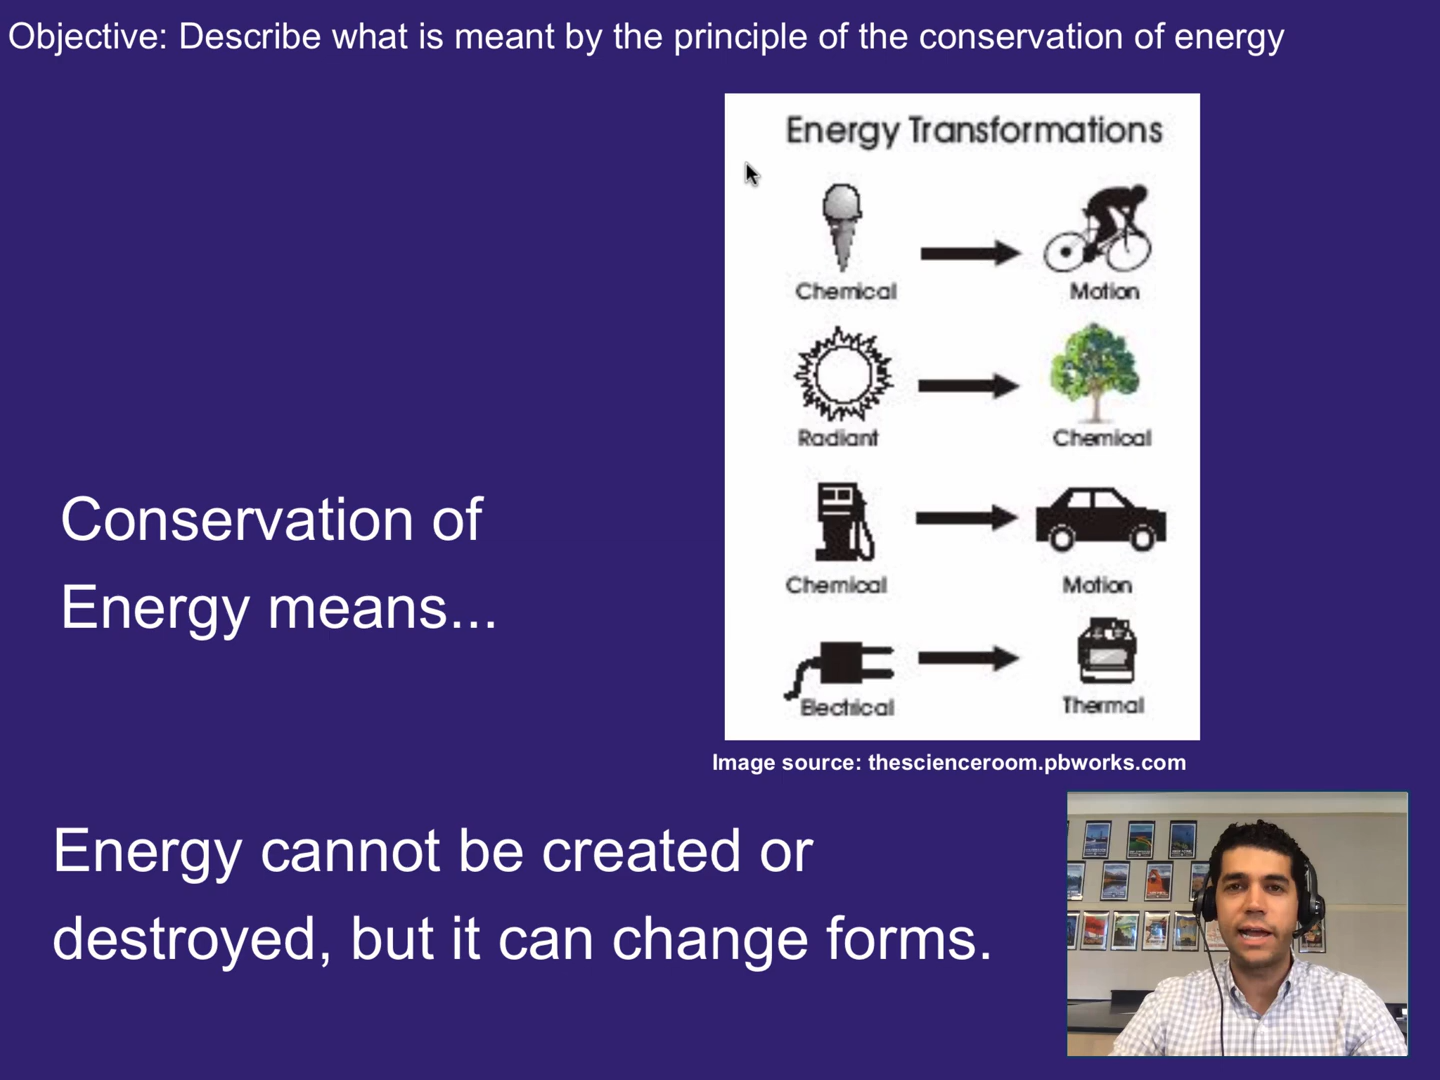 Objective: Describe what is meant by the principle of the conservation of energy
Energy Transformations
Chemical
Motion
Radiant
Chemical
Chemical
Motion
Electrical
Thermal
Image source: thescienceroom.pbworks.com
Conservation of
Energy means...
Energy cannot be created or
destroyed, but it can change forms.